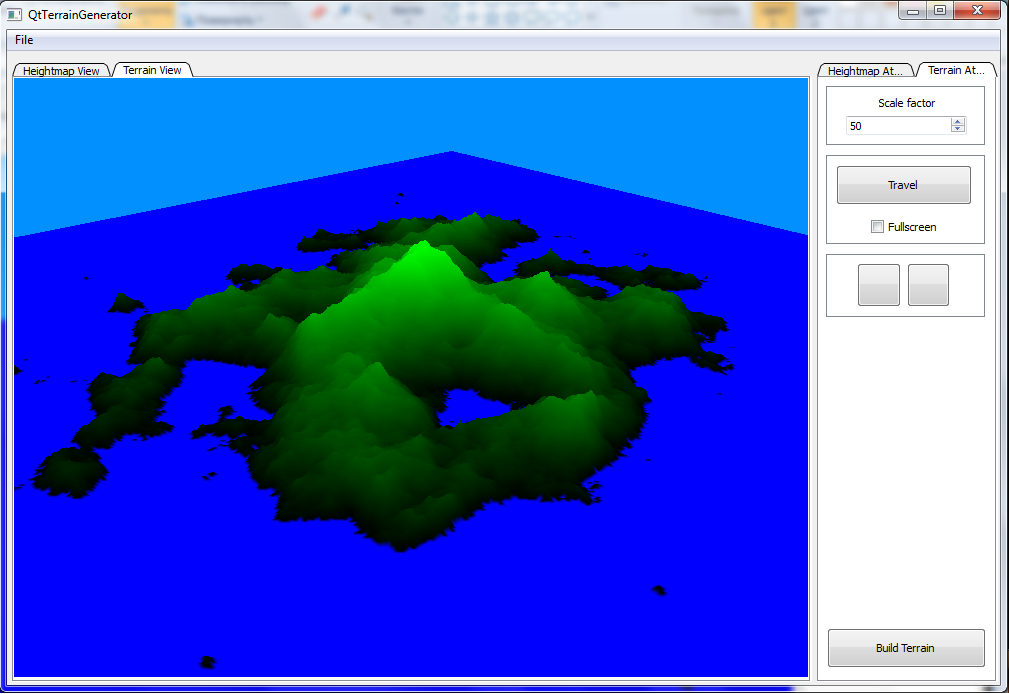 QtTerrainGenerator
File
Heightmap View
Terrain View
Heightmap At...
Terrain At...
Scale factor
50
Travel
Fullscreen
Build Terrain